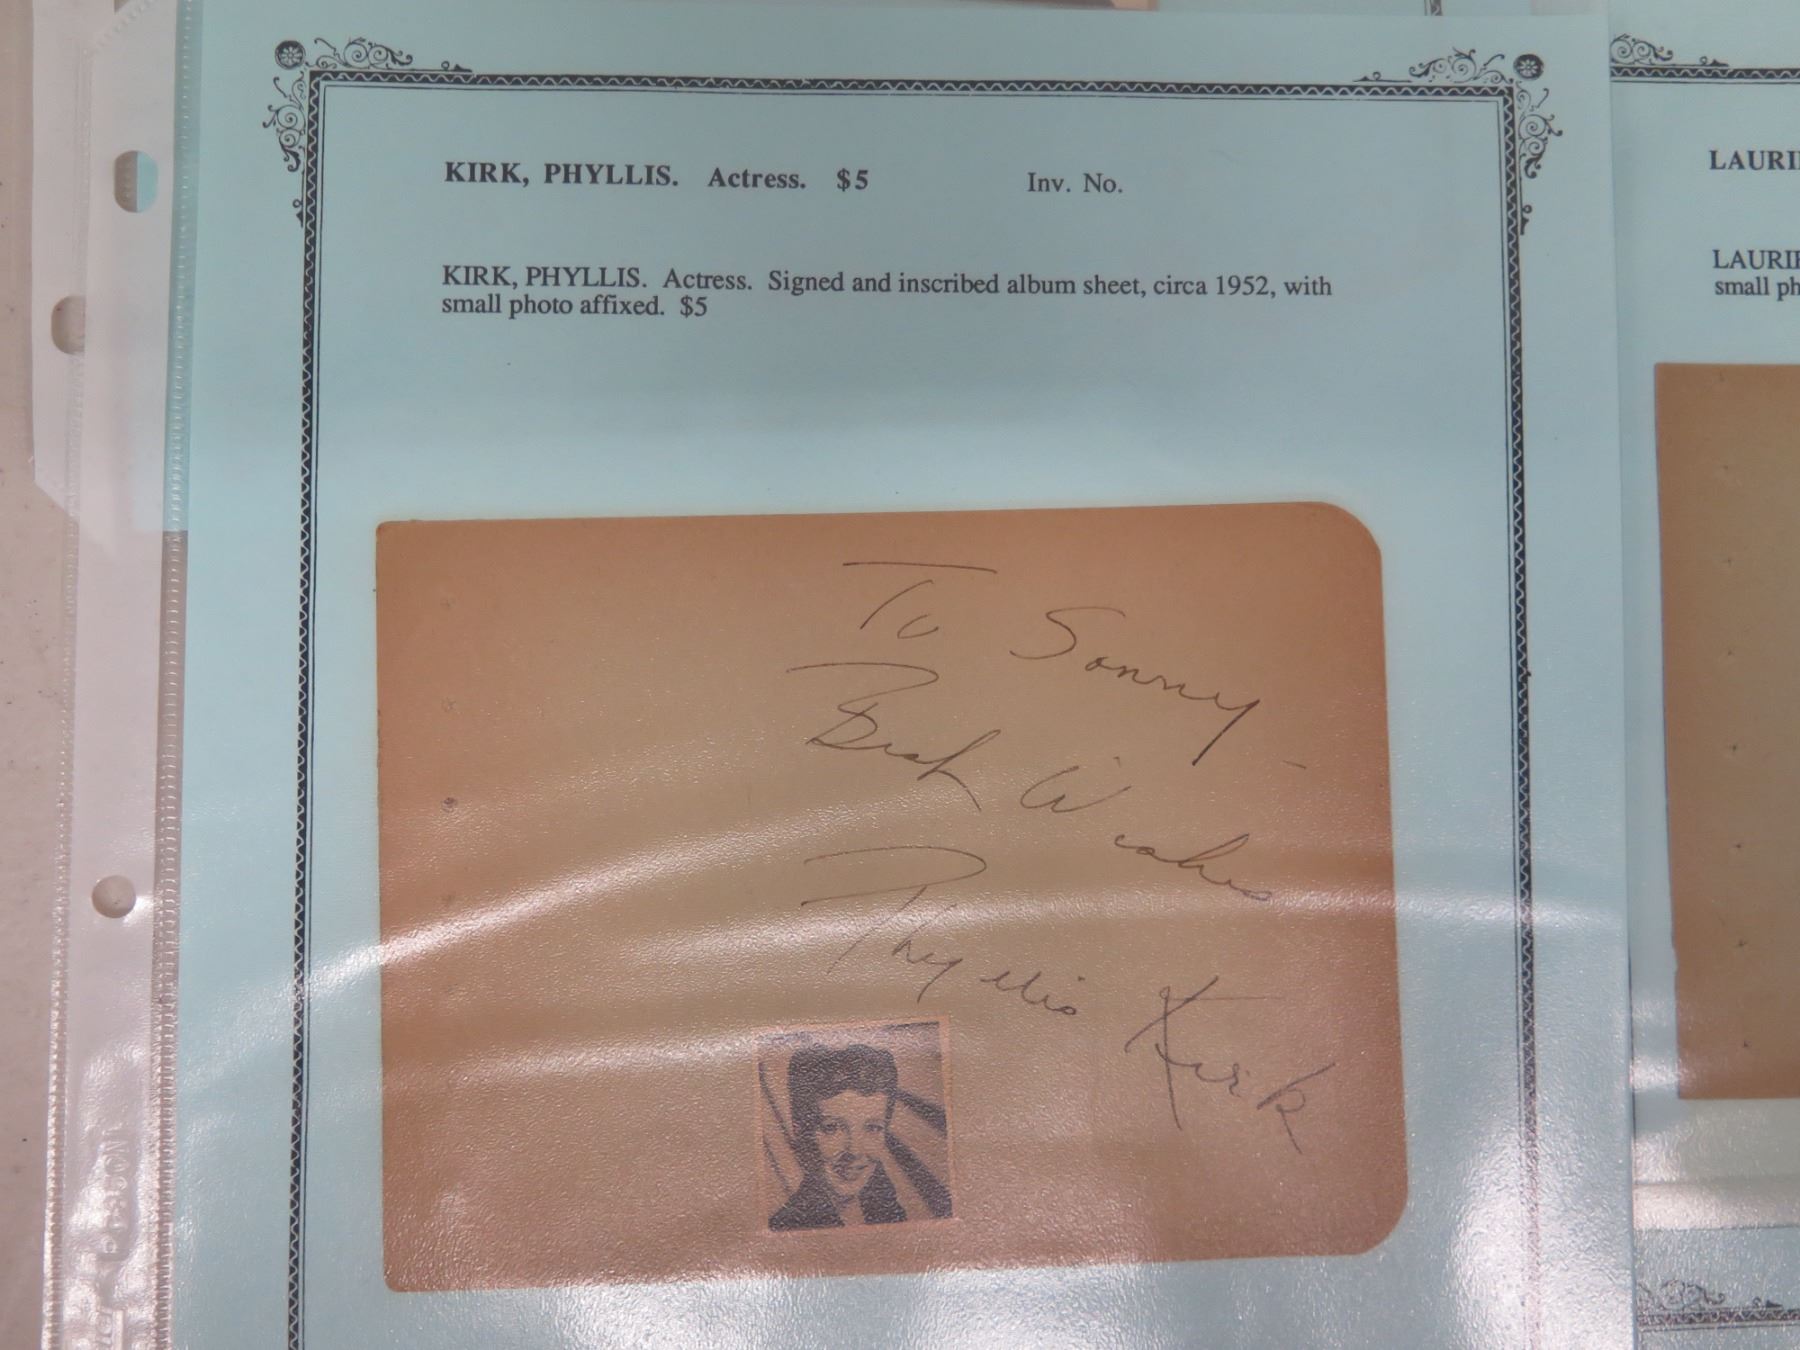 KIRK, PHYLLIS. Actress. $5 Inv. No.
KIRK, PHYLLIS. Actress. Signed and inscribed album sheet, circa 1952, with
small photo affixed. $5
To Sonny -
Best Wishes
Phyllis Kirk
LAURI
LAURI
small ph